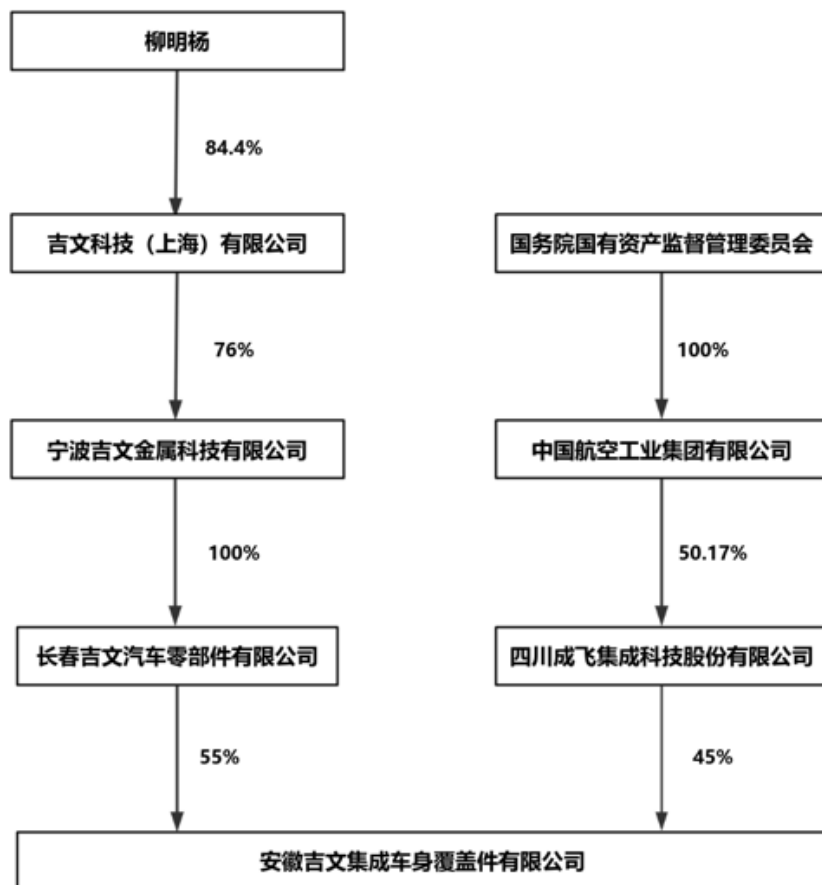 柳明杨
84.4%
吉文科技（上海）有限公司
国务院国有资产监督管理委员会
76%
100%
宁波吉文金属科技有限公司
中国航空工业集团有限公司
100%
50.17%
长春吉文汽车零部件有限公司
四川成飞集成科技股份有限公司
55%
45%
安徽吉文集成车身覆盖件有限公司